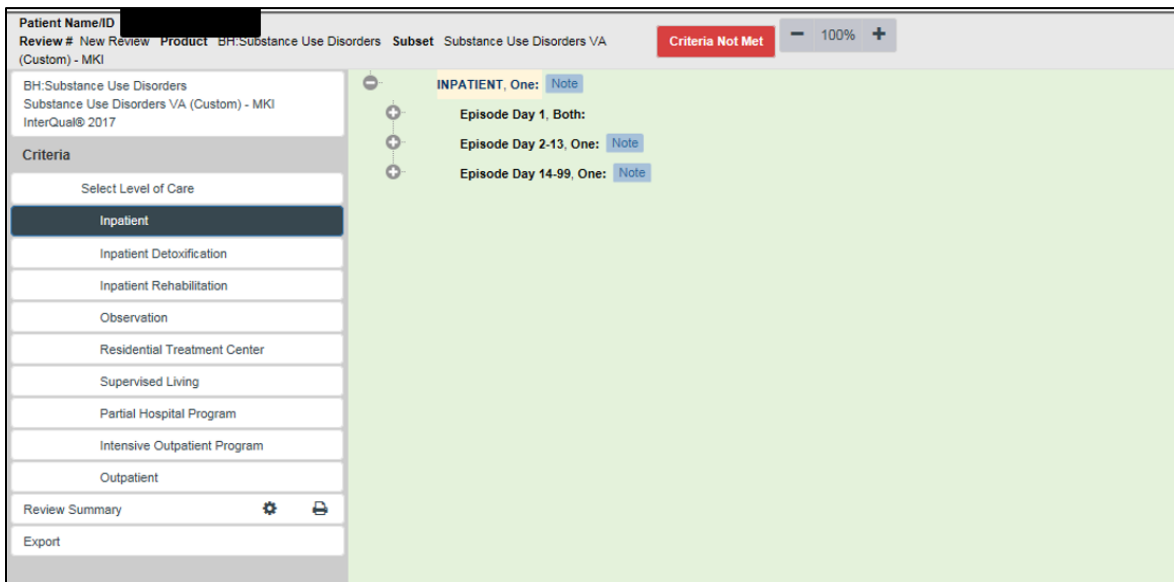 Patient Name/ID
Review # New Review Product BH:Substance Use Disorders Subset Substance Use Disorders VA
(Custom) - MKI
Criteria Not Met
− 100% +
BH:Substance Use Disorders
Substance Use Disorders VA (Custom) - MKI
InterQual® 2017
Criteria
Select Level of Care
Inpatient
Inpatient Detoxification
Inpatient Rehabilitation
Observation
Residential Treatment Center
Supervised Living
Partial Hospital Program
Intensive Outpatient Program
Outpatient
Review Summary
Export
INPATIENT, One: Note
Episode Day 1, Both:
Episode Day 2-13, One: Note
Episode Day 14-99, One: Note